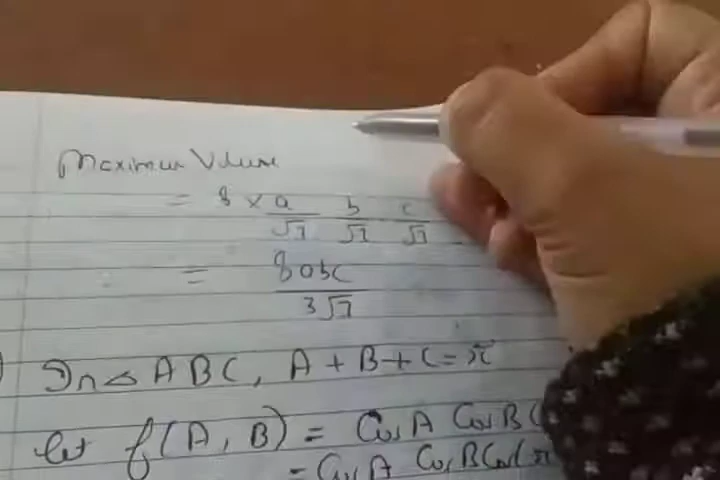 Maximum Volume
= 8 × a/√3 b/√3 c/√3
= 8abc/3√3
) In △ ABC, A + B + C = π
let f(A, B) = Cos A Cos B C
= Cos A Cos B Cos(π